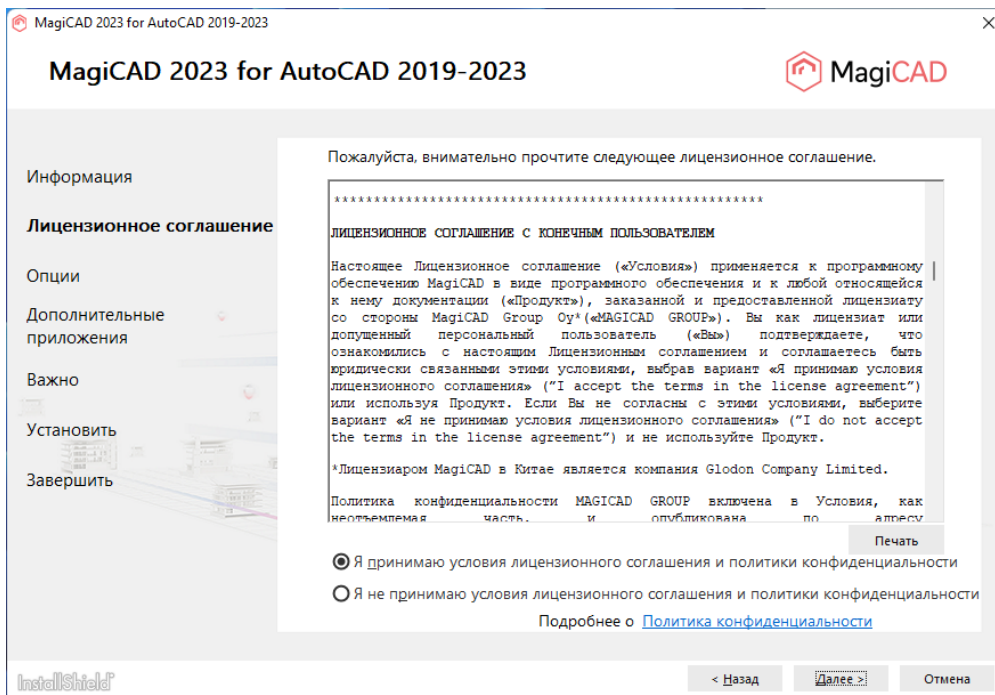 MagiCAD 2023 for AutoCAD 2019-2023
MagiCAD 2023 for AutoCAD 2019-2023
MagiCAD
Информация
Лицензионное соглашение
Опции
Дополнительные
приложения
Важно
Установить
Завершить
Пожалуйста, внимательно прочтите следующее лицензионное соглашение.
******************************************************
ЛИЦЕНЗИОННОЕ СОГЛАШЕНИЕ С КОНЕЧНЫМ ПОЛЬЗОВАТЕЛЕМ
Настоящее Лицензионное соглашение («Условия») применяется к программному
обеспечению MagiCAD в виде программного обеспечения и к любой относящейся
к нему документации («Продукт»), заказанной и предоставленной лицензиату
со стороны MagiCAD Group Oy*(«MAGICAD GROUP»). Вы как лицензиат или
допущенный персональный пользователь («Вы») подтверждаете, что
ознакомились с настоящим Лицензионным соглашением и соглашаетесь быть
юридически связанными этими условиями, выбрав вариант «Я принимаю условия
лицензионного соглашения» ("I accept the terms in the license agreement")
или используя Продукт. Если Вы не согласны с этими условиями, выберите
вариант «Я не принимаю условия лицензионного соглашения» ("I do not accept
the terms in the license agreement") и не используйте Продукт.
*Лицензиаром MagiCAD в Китае является компания Glodon Company Limited.
Политика конфиденциальности MAGICAD GROUP включена в Условия, как
неотъемлемая часть, и опубликована по адресу
Печать
Я принимаю условия лицензионного соглашения и политики конфиденциальности
Я не принимаю условия лицензионного соглашения и политики конфиденциальности
Подробнее о Политика конфиденциальности
InstallShield
< Назад
Далее >
Отмена